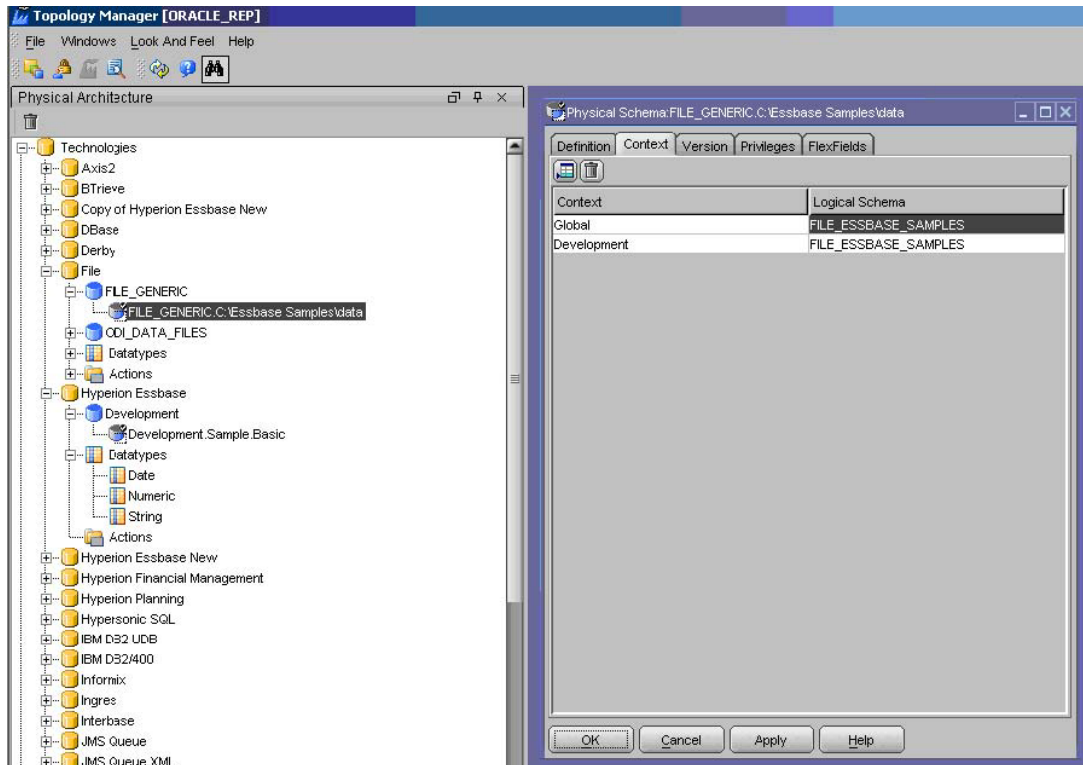 Topology Manager [ORACLE_REP]
File Windows Look And Feel Help
Physical Architecture
Technologies
Axis2
BTrieve
Copy of Hyperion Essbase New
DBase
Derby
File
FILE_GENERIC
FILE_GENERIC.C:\Essbase Samples\data
ODI_DATA_FILES
Datatypes
Actions
Hyperion Essbase
Development
Development.Sample.Basic
Datatypes
Date
Numeric
String
Actions
Hyperion Essbase New
Hyperion Financial Management
Hyperion Planning
Hypersonic SQL
IBM DB2 UDB
IBM DB2/400
Informix
Ingres
Interbase
JMS Queue
JMS Queue XML
Physical Schema:FILE_GENERIC.C:\Essbase Samples\data
Definition Context Version Privileges FlexFields
Context Logical Schema
Global FILE_ESSBASE_SAMPLES
Development FILE_ESSBASE_SAMPLES
OK Cancel Apply Help